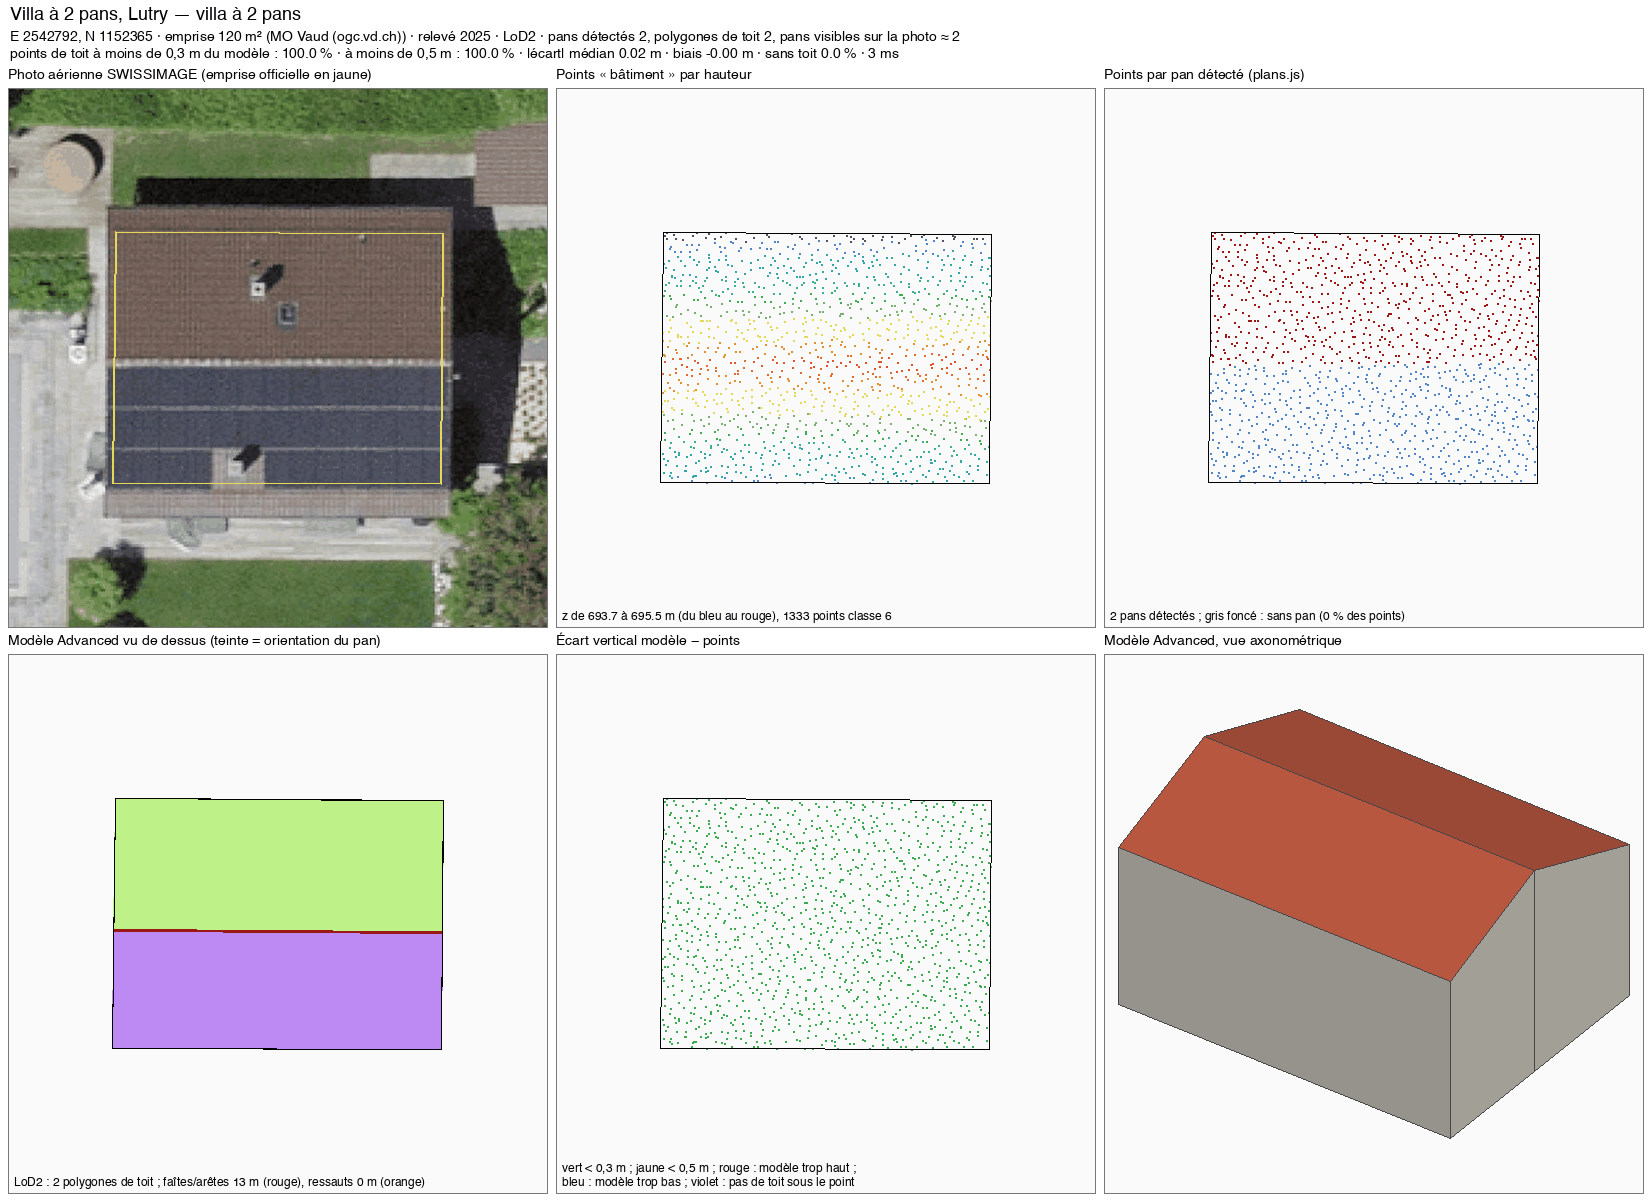 Villa à 2 pans, Lutry — villa à 2 pans
E 2542792, N 1152365 · emprise 120 m² (MO Vaud (ogc.vd.ch)) · relevé 2025 · LoD2 · pans détectés 2, polygones de toit 2, pans visibles sur la photo ≈ 2
points de toit à moins de 0,3 m du modèle : 100.0 % · à moins de 0,5 m : 100.0 % · lécartl médian 0.02 m · biais -0.00 m · sans toit 0.0 % · 3 ms
Photo aérienne SWISSIMAGE (emprise officielle en jaune)
Points « bâtiment » par hauteur
Points par pan détecté (plans.js)
z de 693.7 à 695.5 m (du bleu au rouge), 1333 points classe 6
2 pans détectés ; gris foncé : sans pan (0 % des points)
Modèle Advanced vu de dessus (teinte = orientation du pan)
Écart vertical modèle – points
Modèle Advanced, vue axonométrique
LoD2 : 2 polygones de toit ; faîtes/arêtes 13 m (rouge), ressauts 0 m (orange)
vert < 0,3 m ; jaune < 0,5 m ; rouge : modèle trop haut ;
bleu : modèle trop bas ; violet : pas de toit sous le point